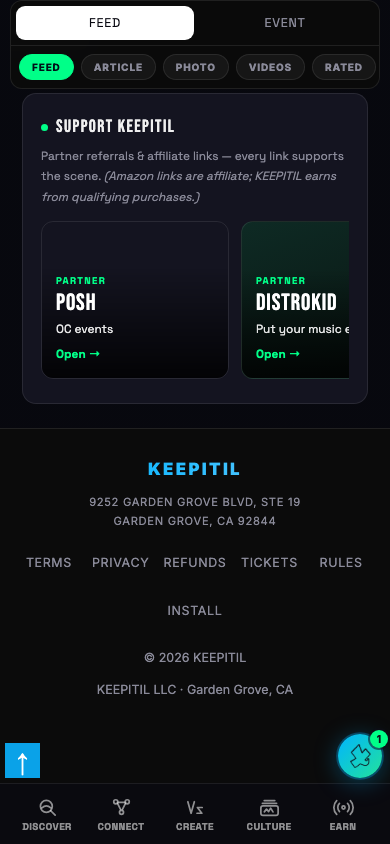 FEED
EVENT
FEED
ARTICLE
PHOTO
VIDEOS
RATED
SUPPORT KEEPITIL
Partner referrals & affiliate links — every link supports
the scene. (Amazon links are affiliate; KEEPITIL earns
from qualifying purchases.)
PARTNER
POSH
OC events
Open →
PARTNER
DISTROKID
Put your music e
Open →
KEEPITIL
9252 GARDEN GROVE BLVD, STE 19
GARDEN GROVE, CA 92844
TERMS PRIVACY REFUNDS TICKETS RULES
INSTALL
© 2026 KEEPITIL
KEEPITIL LLC · Garden Grove, CA
↑
1
DISCOVER
CONNECT
CREATE
CULTURE
EARN